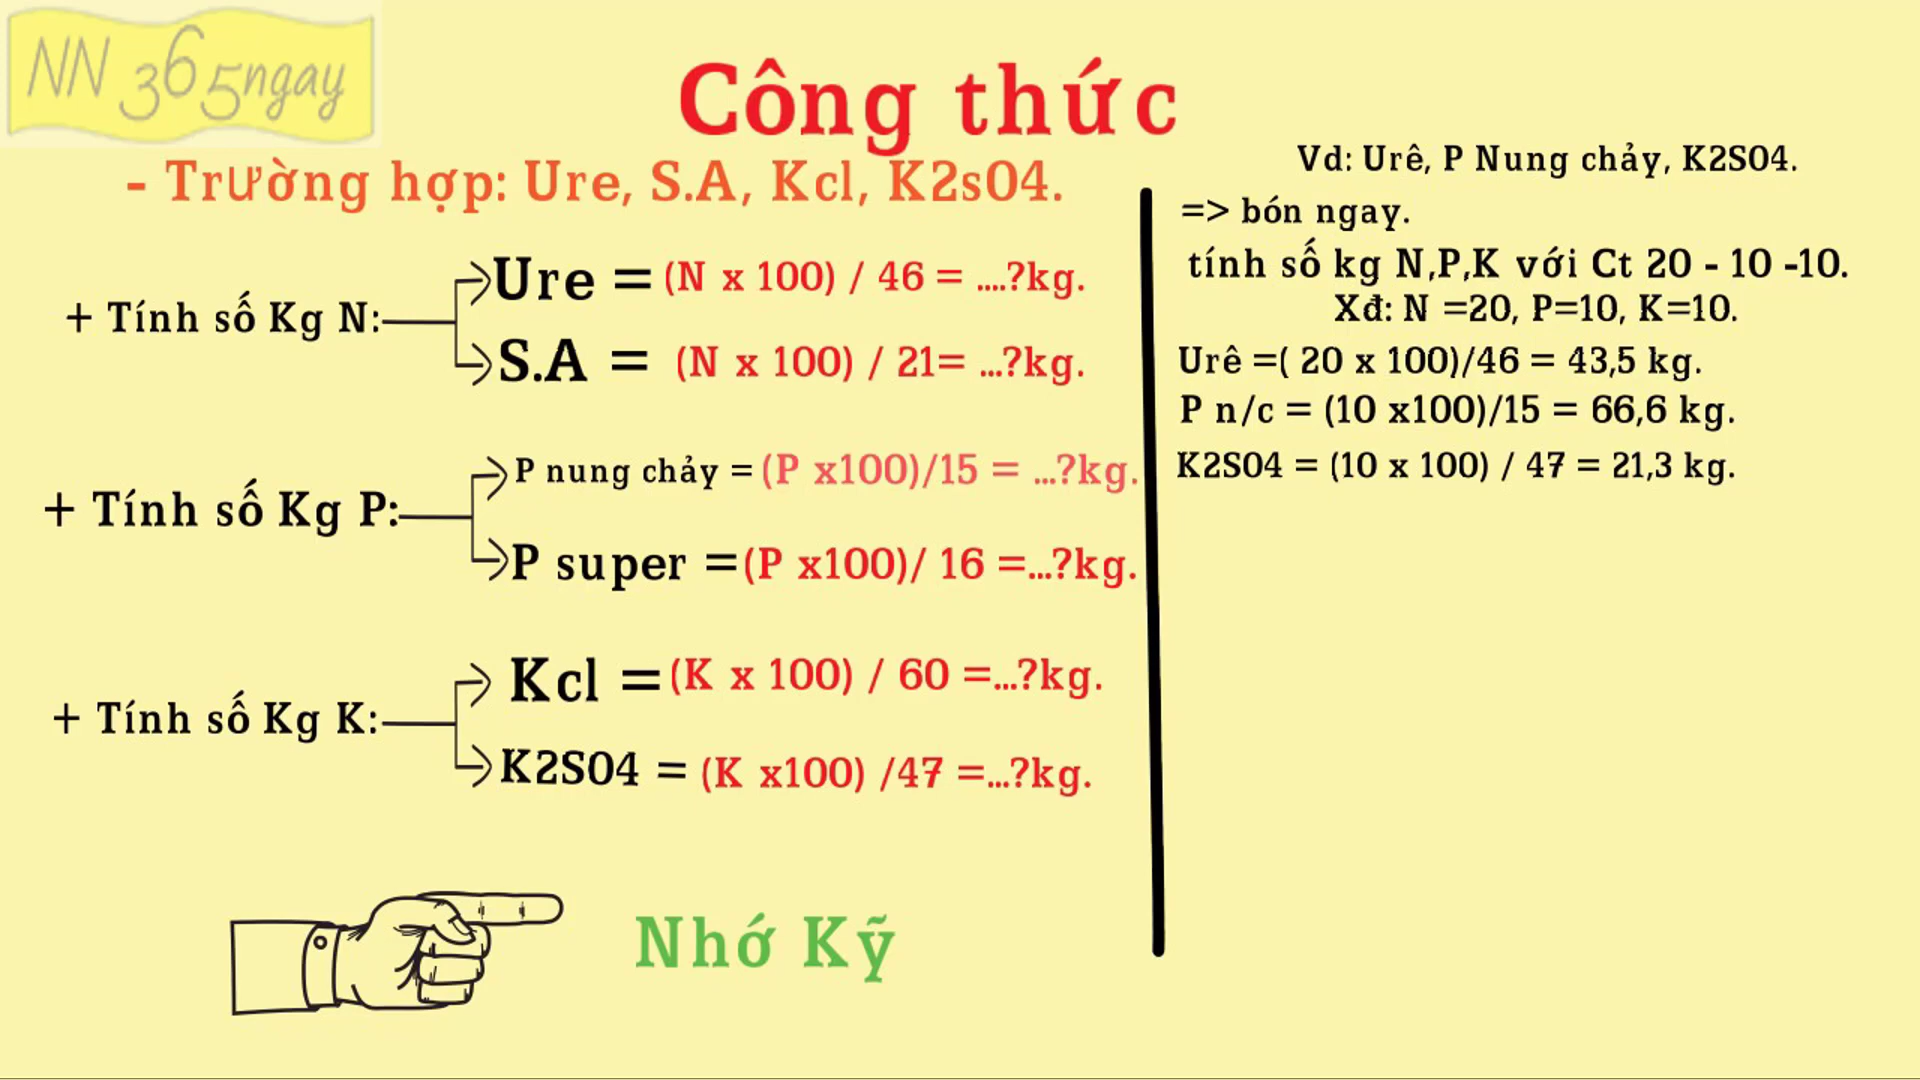 NN 365ngay
Công thức
- Trường hợp: Ure, S.A, Kcl, K2s04.
+ Tính số Kg N:
Ure = (N x 100) / 46 = ....?kg.
S.A = (N x 100) / 21= ...?kg.
+ Tính số Kg P:
P nung chảy = (P x100)/15 = ...?kg.
P super = (P x100)/ 16 =...?kg.
+ Tính số Kg K:
Kcl = (K x 100) / 60 =...?kg.
K2S04 = (K x100) /47 =...?kg.
Nhớ Kỹ
Vd: Urê, P Nung chảy, K2S04.
=> bón ngay.
tính số kg N,P,K với Ct 20 - 10 -10.
Xđ: N =20, P=10, K=10.
Urê =( 20 x 100)/46 = 43,5 kg.
P n/c = (10 x100)/15 = 66,6 kg.
K2S04 = (10 x 100) / 47 = 21,3 kg.